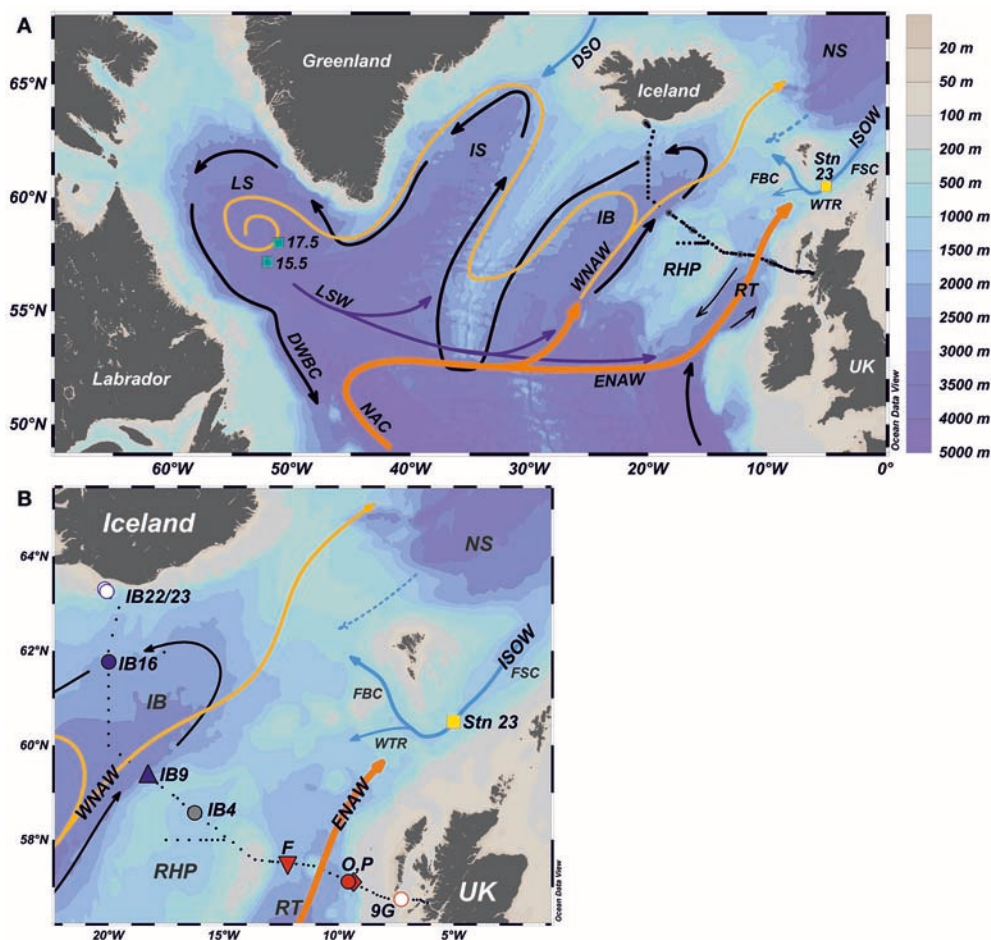 A
65°N
60°N
55°N
50°N
60°W
50°W
40°W
30°W
20°W
10°W
0°
Greenland
Iceland
Labrador
UK
DSO
NS
IS
LS
17.5
15.5
LSW
DWBC
NAC
ENAW
WNAW
IB
RHP
RT
FBC
WTR
ISOW
FSC
Stn
23
Ocean Data View
20 m
50 m
100 m
200 m
500 m
1000 m
1500 m
2000 m
2500 m
3000 m
3500 m
4000 m
5000 m
B
64°N
62°N
60°N
58°N
20°W
15°W
10°W
5°W
Iceland
NS
IB22/23
IB16
IB
ISOW
FSC
FBC
Stn 23
WTR
WNAW
IB9
ENAW
IB4
F
O,P
RHP
RT
9G
UK
Ocean Data View